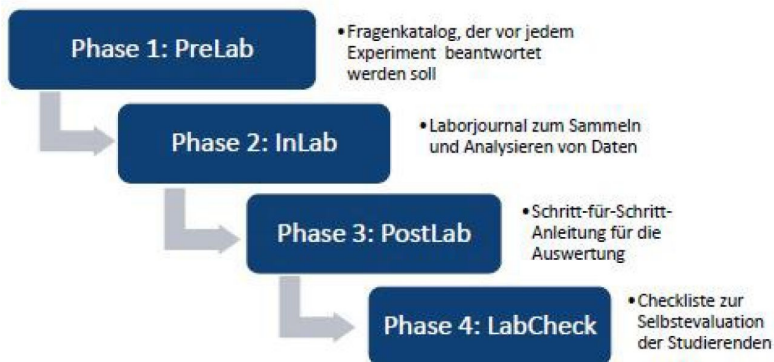 Phase 1: PreLab
•Fragenkatalog, der vor jedem
Experiment beantwortet
werden soll
Phase 2: InLab
•Laborjournal zum Sammeln
und Analysieren von Daten
Phase 3: PostLab
•Schritt-für-Schritt-
Anleitung für die
Auswertung
Phase 4: LabCheck
•Checkliste zur
Selbstevaluation
der Studierenden